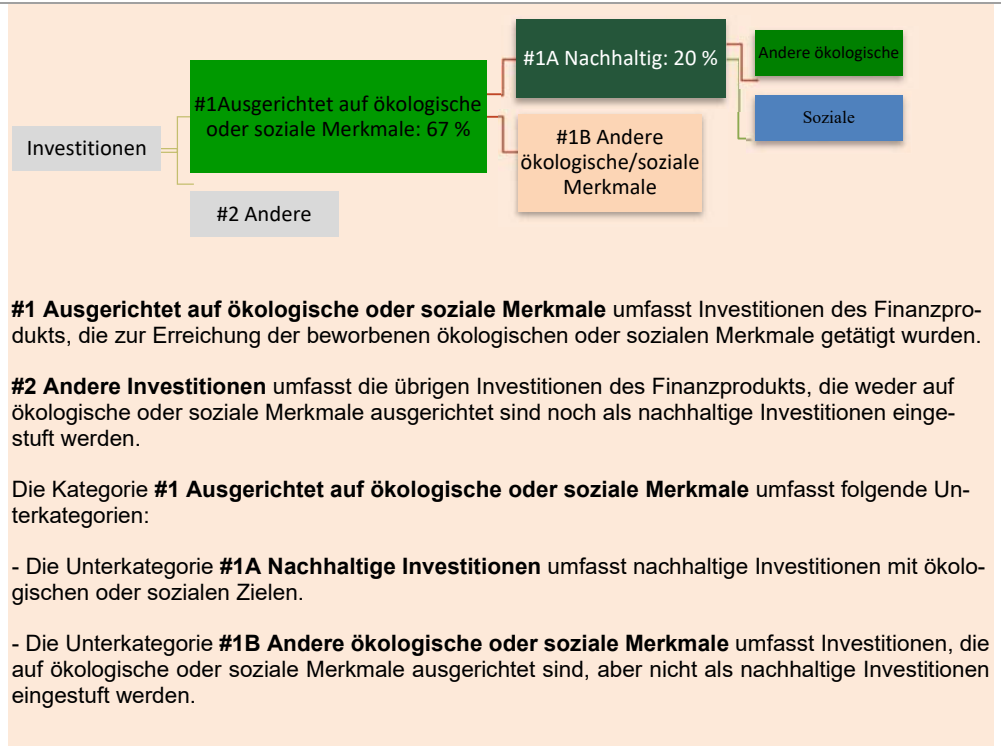 #1A Nachhaltig: 20 %
Andere ökologische
#1Ausgerichtet auf ökologische
oder soziale Merkmale: 67 %
Soziale
Investitionen
#1B Andere
ökologische/soziale
Merkmale
#2 Andere
#1 Ausgerichtet auf ökologische oder soziale Merkmale umfasst Investitionen des Finanzpro-
dukts, die zur Erreichung der beworbenen ökologischen oder sozialen Merkmale getätigt wurden.
#2 Andere Investitionen umfasst die übrigen Investitionen des Finanzprodukts, die weder auf
ökologische oder soziale Merkmale ausgerichtet sind noch als nachhaltige Investitionen einge-
stuft werden.
Die Kategorie #1 Ausgerichtet auf ökologische oder soziale Merkmale umfasst folgende Un-
terkategorien:
- Die Unterkategorie #1A Nachhaltige Investitionen umfasst nachhaltige Investitionen mit ökolo-
gischen oder sozialen Zielen.
- Die Unterkategorie #1B Andere ökologische oder soziale Merkmale umfasst Investitionen, die
auf ökologische oder soziale Merkmale ausgerichtet sind, aber nicht als nachhaltige Investitionen
eingestuft werden.